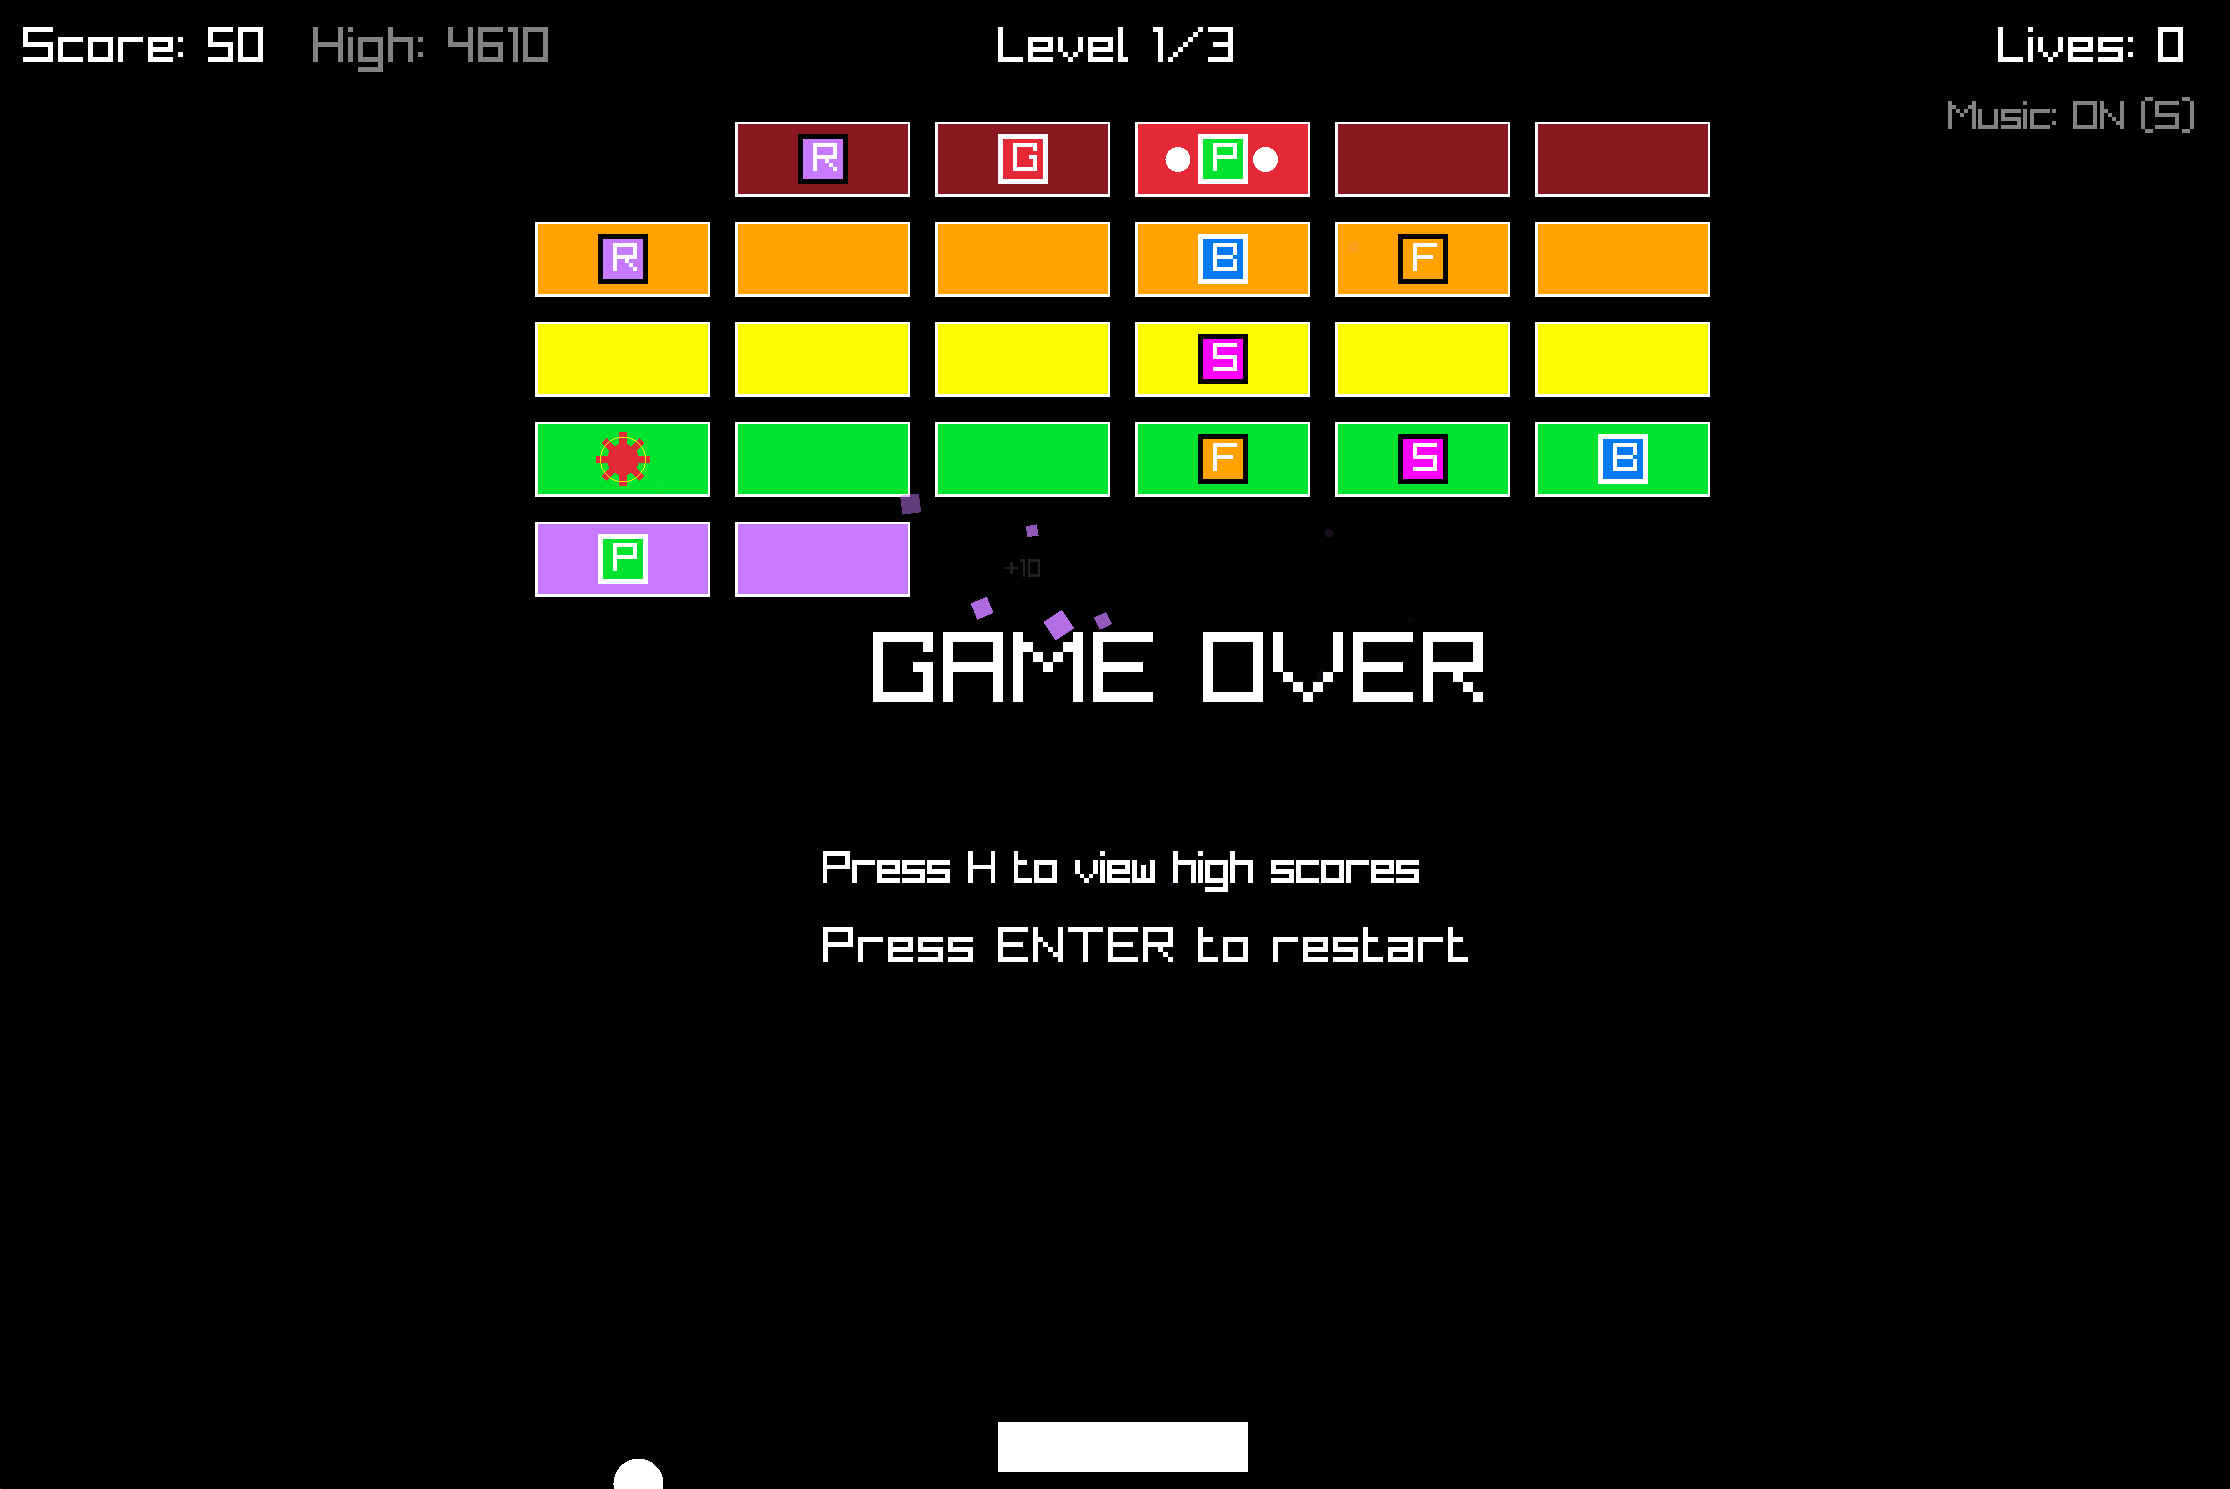 Score: 50 High: 4610 Level 1/3 Lives: 0
Music: ON (S)
R G P
R B F
S
F S B
P
+10
GAME OVER
Press H to view high scores
Press ENTER to restart